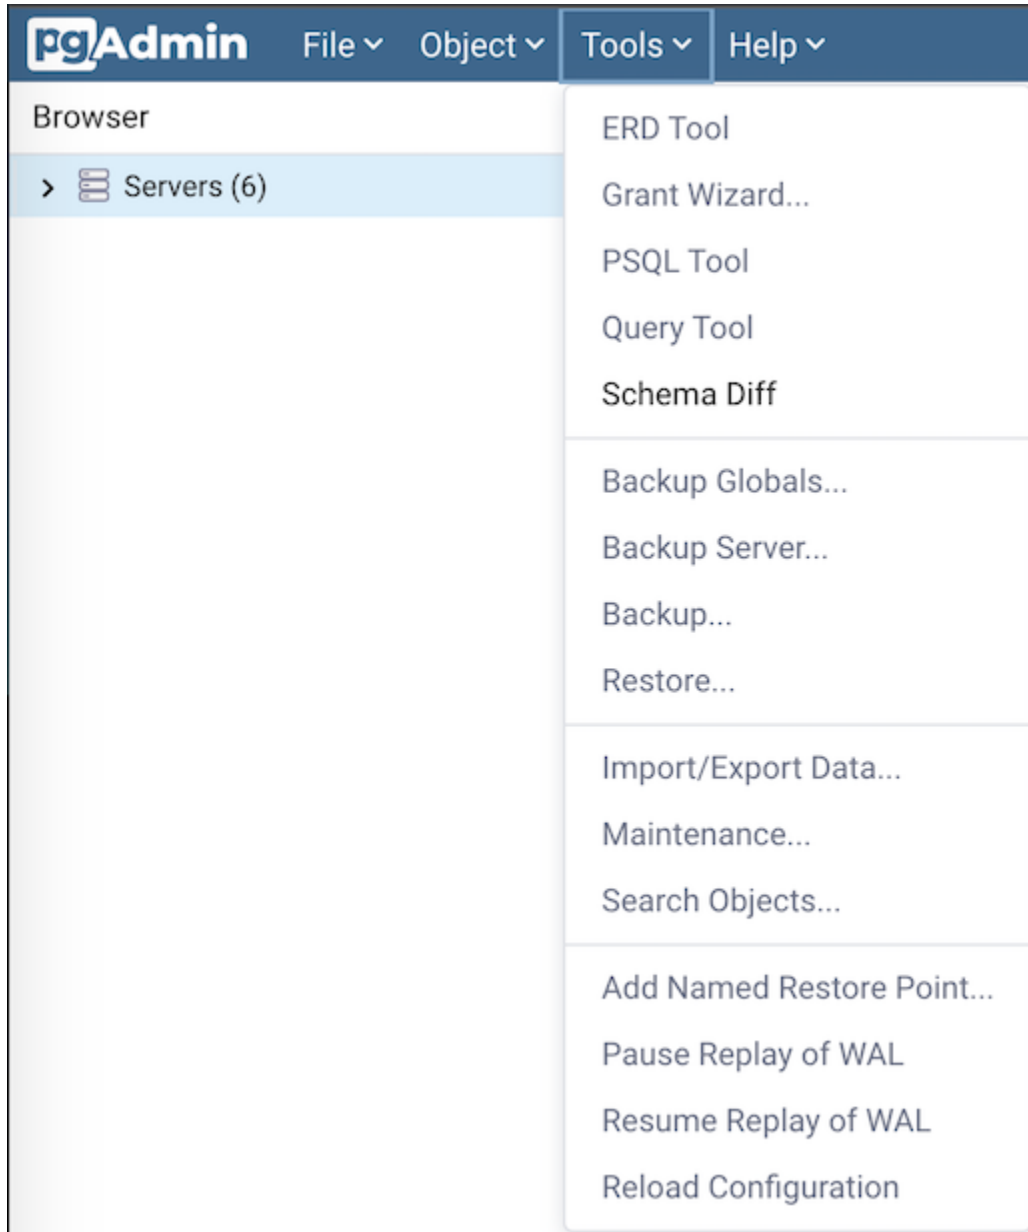 pgAdmin File Object Tools Help
Browser
Servers (6)
ERD Tool
Grant Wizard...
PSQL Tool
Query Tool
Schema Diff
Backup Globals...
Backup Server...
Backup...
Restore...
Import/Export Data...
Maintenance...
Search Objects...
Add Named Restore Point...
Pause Replay of WAL
Resume Replay of WAL
Reload Configuration